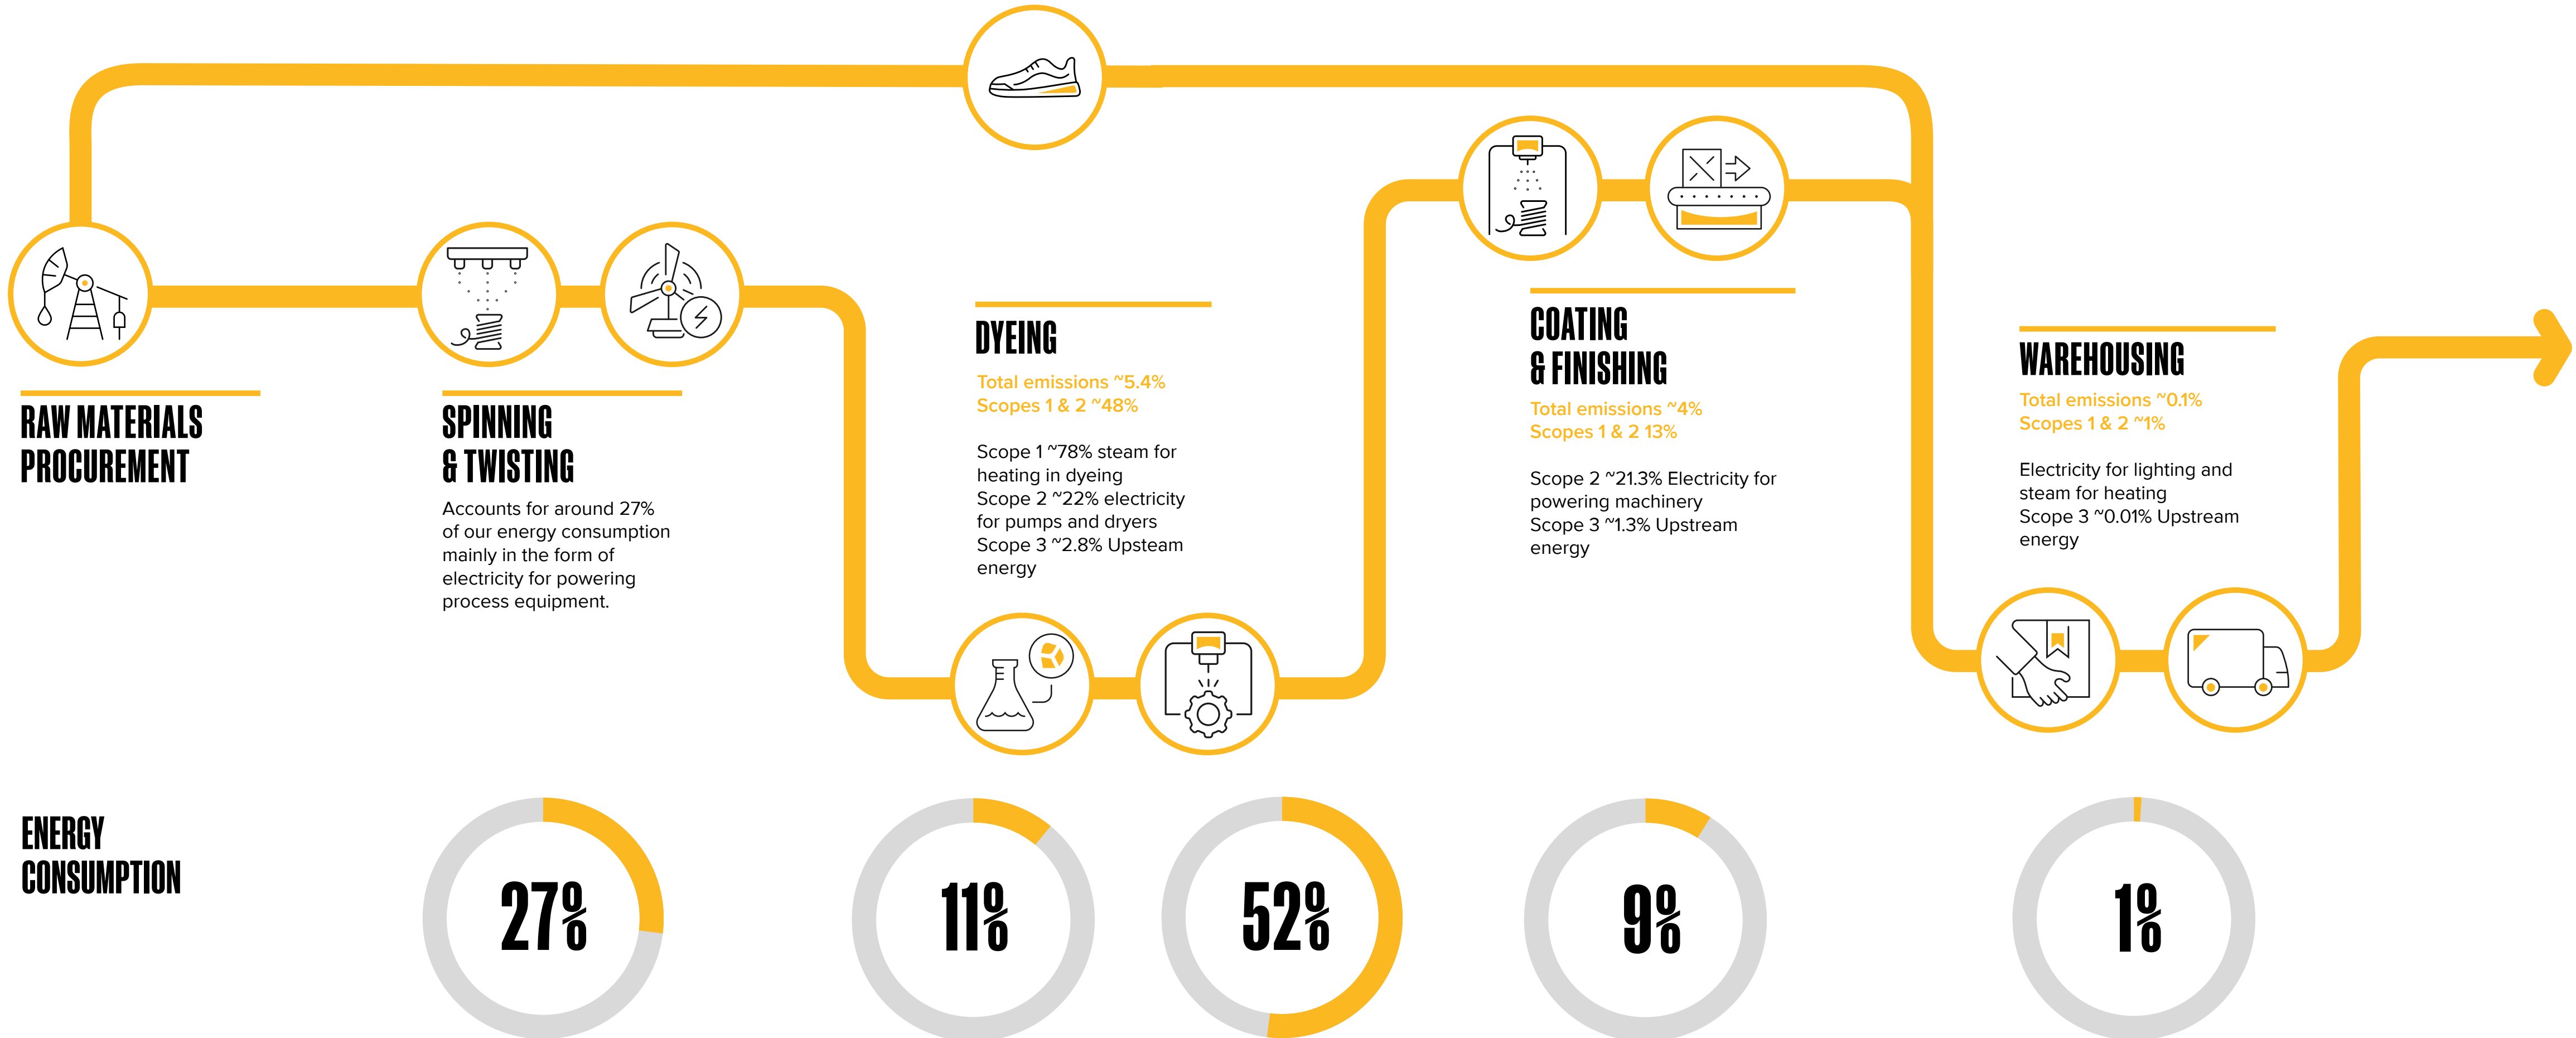 RAW MATERIALS
PROCUREMENT
SPINNING
& TWISTING
Accounts for around 27%
of our energy consumption
mainly in the form of
electricity for powering
process equipment.
DYEING
Total emissions ~5.4%
Scopes 1 & 2 ~48%
Scope 1 ~78% steam for
heating in dyeing
Scope 2 ~22% electricity
for pumps and dryers
Scope 3 ~2.8% Upsteam
energy
COATING
& FINISHING
Total emissions ~4%
Scopes 1 & 2 13%
Scope 2 ~21.3% Electricity for
powering machinery
Scope 3 ~1.3% Upstream
energy
WAREHOUSING
Total emissions ~0.1%
Scopes 1 & 2 ~1%
Electricity for lighting and
steam for heating
Scope 3 ~0.01% Upstream
energy
ENERGY
CONSUMPTION
27%
11%
52%
9%
1%